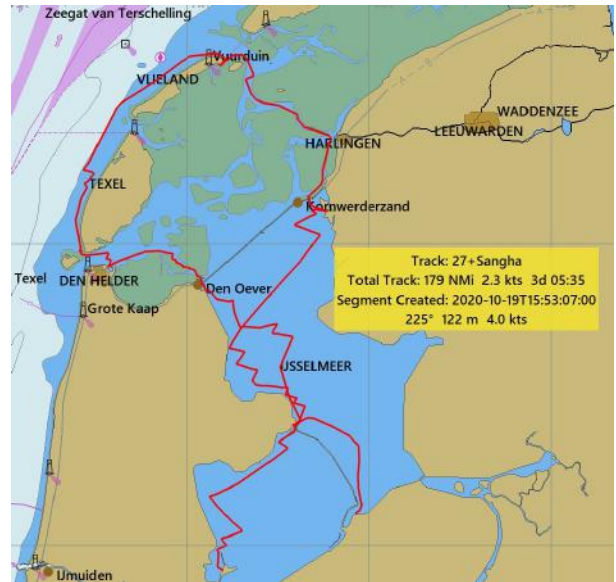 Zeegat van Terschelling
Vuurduin
VLIELAND
WADDENZEE
LEEUWARDEN
HARLINGEN
TEXEL
Kornwerderzand
Texel
DEN HELDER
Den Oever
Grote Kaap
Track: 27+Sangha
Total Track: 179 NMi 2.3 kts 3d 05:35
Segment Created: 2020-10-19T15:53:07:00
225° 122 m 4.0 kts
IJSSELMEER
IJmuiden